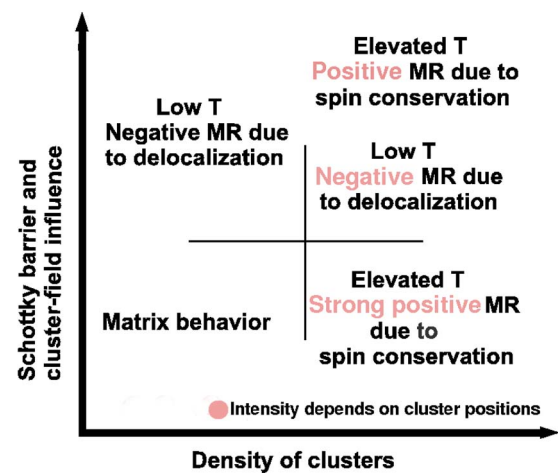 Elevated T
Positive MR due to
spin conservation
Low T
Negative MR due
to delocalization
Low T
Negative MR due
to delocalization
Elevated T
Strong positive MR
due to
spin conservation
Matrix behavior
Intensity depends on cluster positions
Schottky barrier and
cluster-field influence
Density of clusters